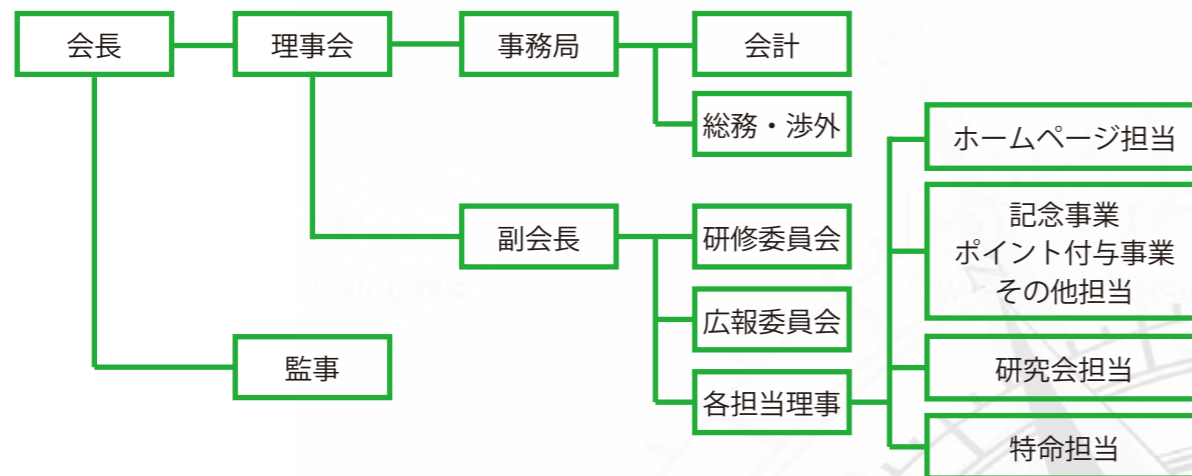 会長
理事会
事務局
会計
総務・渉外
ホームページ担当
記念事業
ポイント付与事業
その他担当
副会長
研修委員会
広報委員会
監事
各担当理事
研究会担当
特命担当